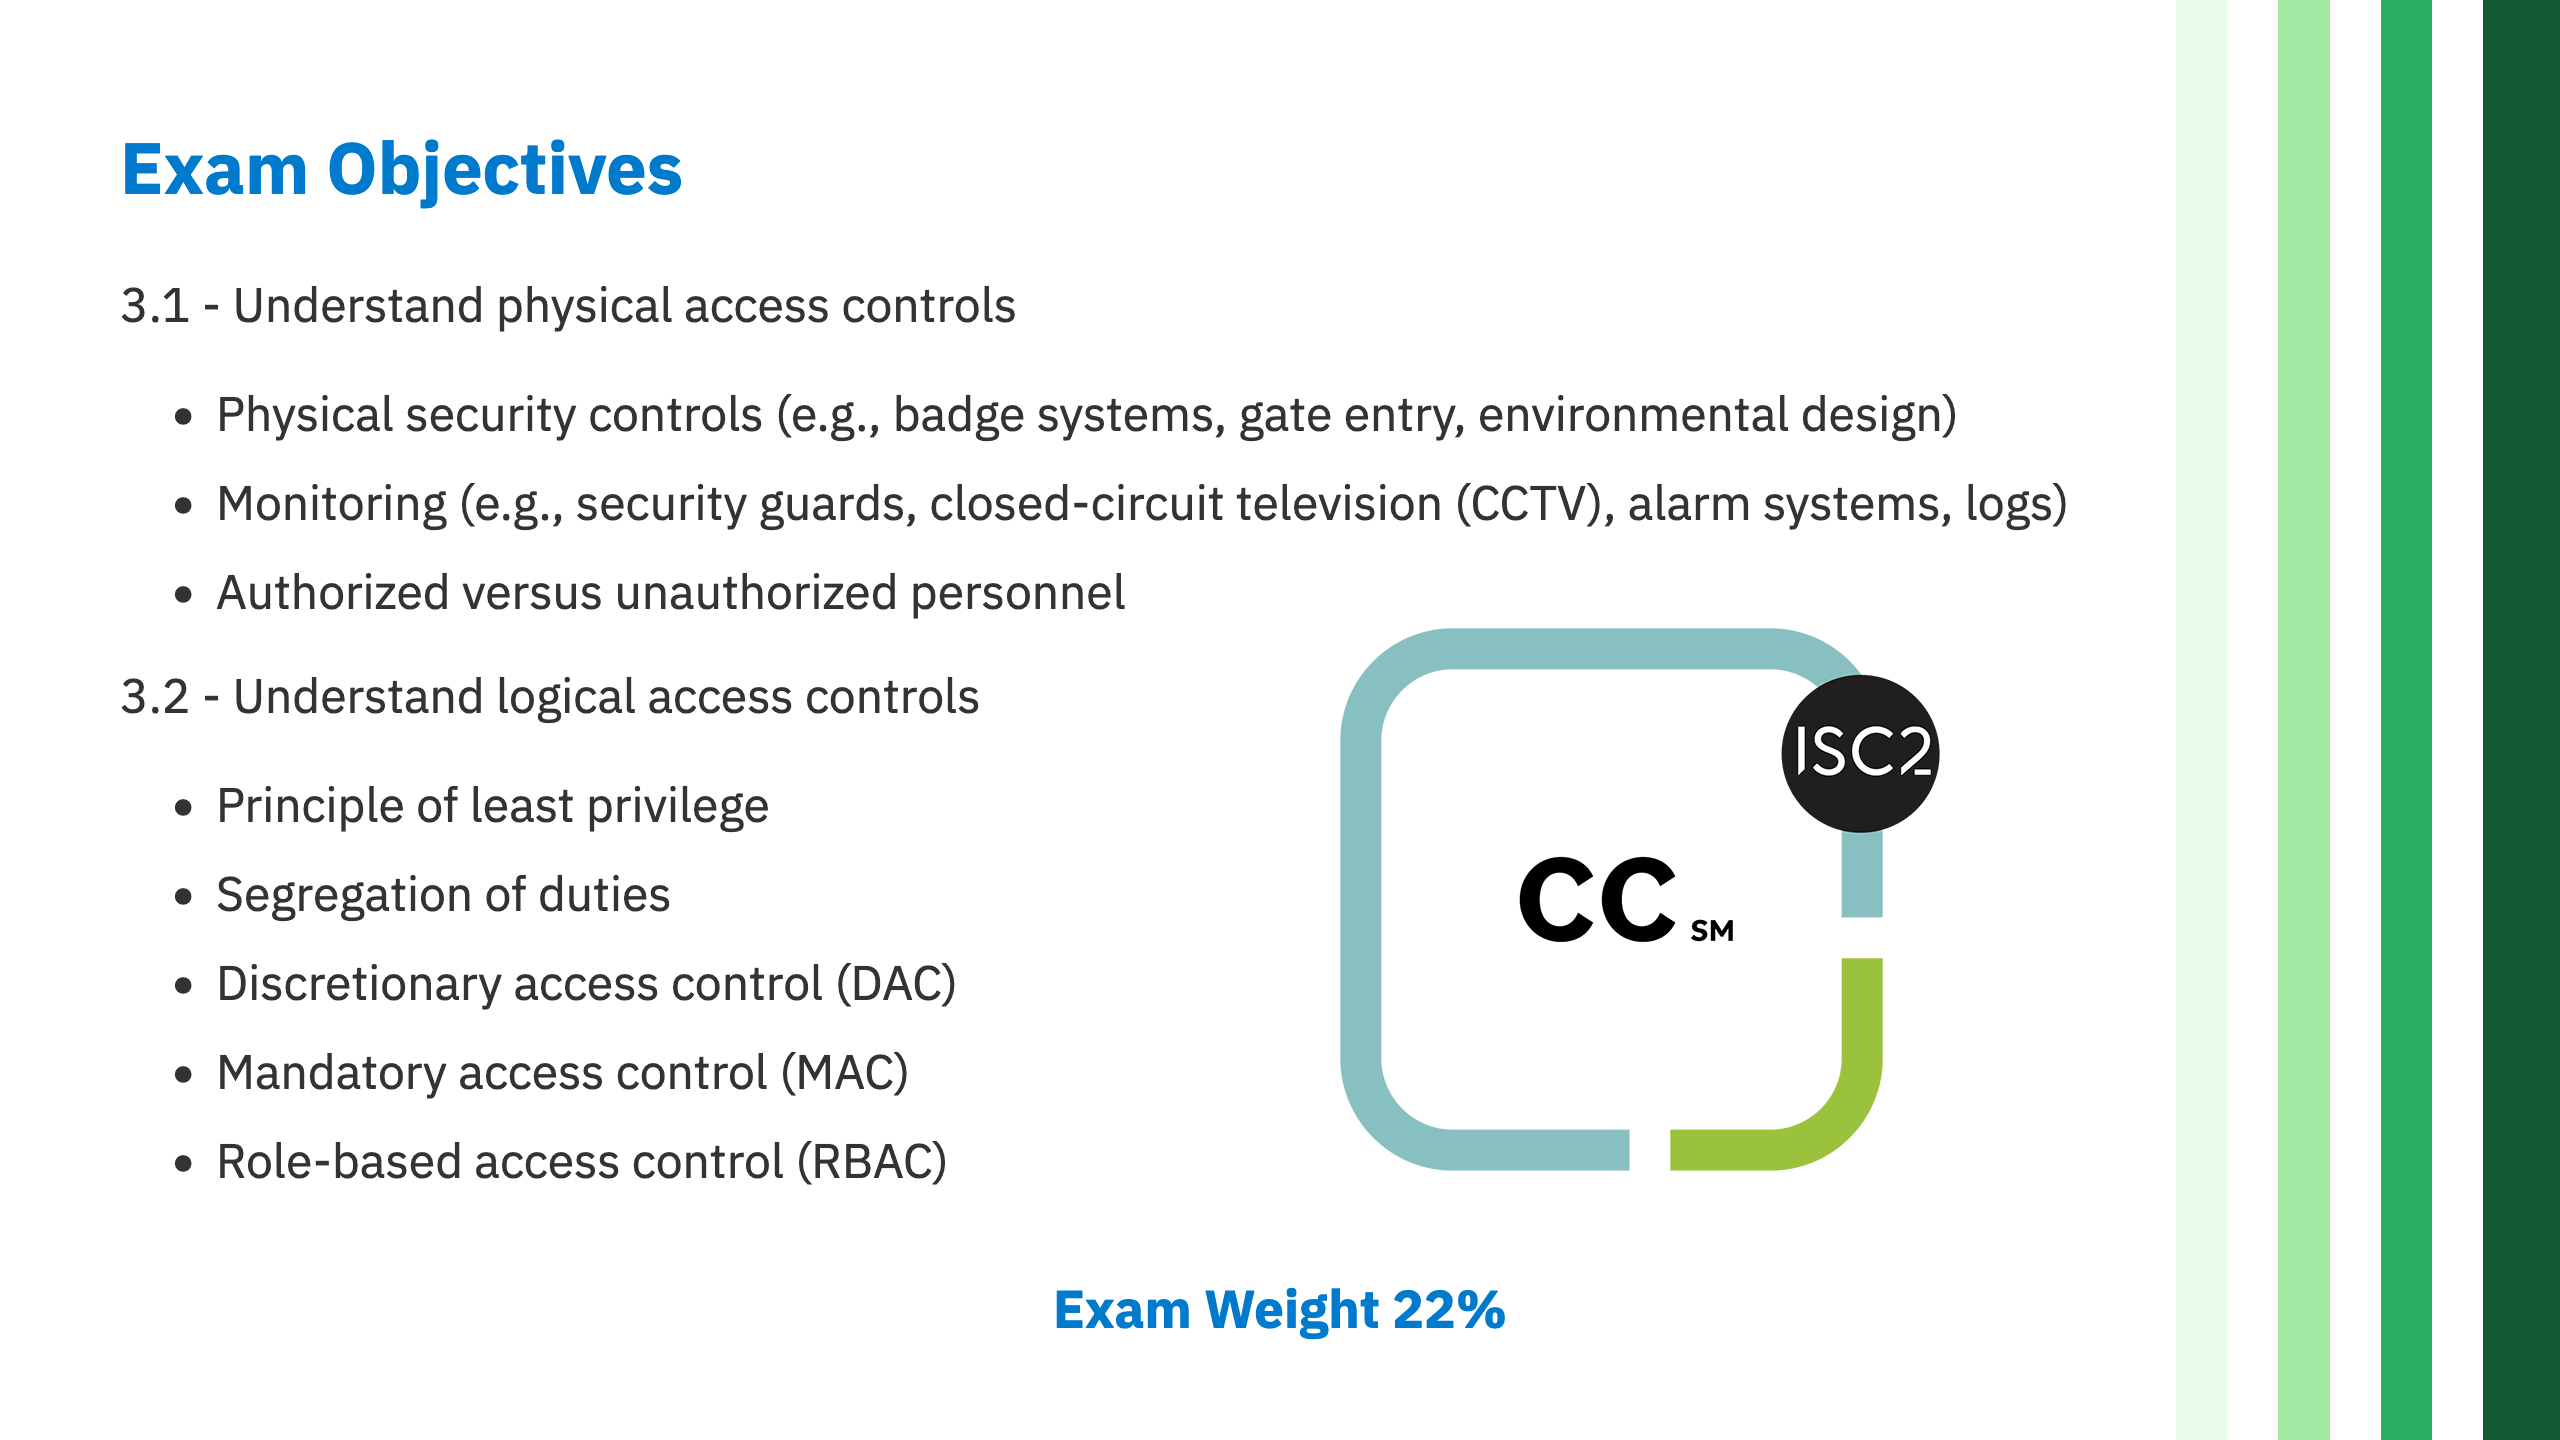 Exam Objectives
3.1 - Understand physical access controls
• Physical security controls (e.g., badge systems, gate entry, environmental design)
• Monitoring (e.g., security guards, closed-circuit television (CCTV), alarm systems, logs)
• Authorized versus unauthorized personnel
3.2 - Understand logical access controls
• Principle of least privilege
• Segregation of duties
• Discretionary access control (DAC)
• Mandatory access control (MAC)
• Role-based access control (RBAC)
ISC2
CC SM
Exam Weight 22%